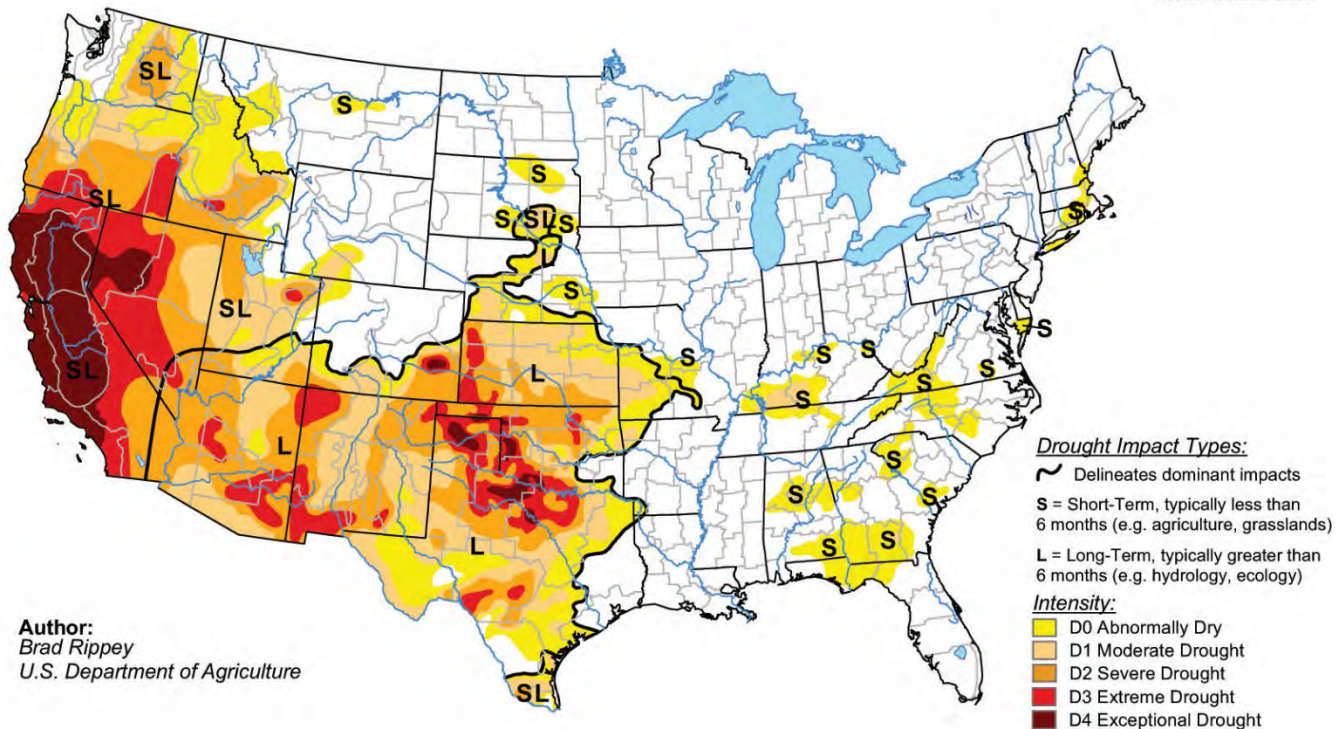 SL
S
S
SL
S
SL
S
L
S
SL
SL
L
S
S
S
S
S
S
S
L
S
S
S
L
S
S
SL
Drought Impact Types:
Delineates dominant impacts
S = Short-Term, typically less than
6 months (e.g. agriculture, grasslands)
L = Long-Term, typically greater than
6 months (e.g. hydrology, ecology)
Intensity:
D0 Abnormally Dry
D1 Moderate Drought
D2 Severe Drought
D3 Extreme Drought
D4 Exceptional Drought
Author:
Brad Rippey
U.S. Department of Agriculture